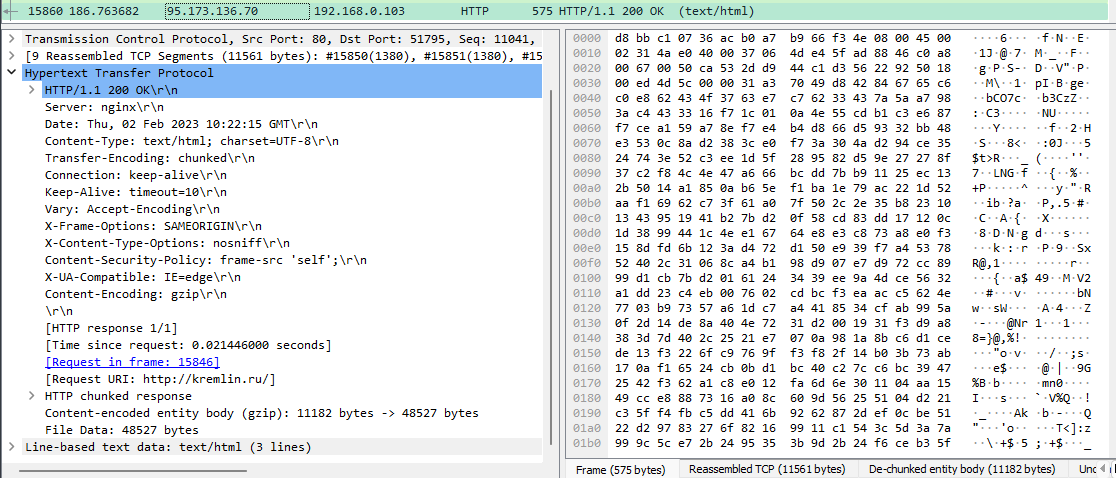 15860 186.763682 95.173.136.70 192.168.0.103 HTTP 575 HTTP/1.1 200 OK (text/html)
Transmission Control Protocol, Src Port: 80, Dst Port: 51795, Seq: 11041,
[9 Reassembled TCP Segments (11561 bytes): #15850(1380), #15851(1380), #15
Hypertext Transfer Protocol
HTTP/1.1 200 OK\r\n
Server: nginx\r\n
Date: Thu, 02 Feb 2023 10:22:15 GMT\r\n
Content-Type: text/html; charset=UTF-8\r\n
Transfer-Encoding: chunked\r\n
Connection: keep-alive\r\n
Keep-Alive: timeout=10\r\n
Vary: Accept-Encoding\r\n
X-Frame-Options: SAMEORIGIN\r\n
X-Content-Type-Options: nosniff\r\n
Content-Security-Policy: frame-src 'self';\r\n
X-UA-Compatible: IE=edge\r\n
Content-Encoding: gzip\r\n
\r\n
[HTTP response 1/1]
[Time since request: 0.021446000 seconds]
[Request in frame: 15846]
[Request URI: http://kremlin.ru/]
HTTP chunked response
Content-encoded entity body (gzip): 11182 bytes -> 48527 bytes
File Data: 48527 bytes
Line-based text data: text/html (3 lines)
0000 d8 bb c1 07 36 ac b0 a7 b9 66 f3 4e 08 00 45 00
0010 02 31 4a e0 40 00 37 06 4d e4 5f ad 88 46 c0 a8
0020 00 67 00 50 ca 53 2d d9 44 c1 d3 56 22 92 50 18
0030 00 ed 4d 5c 00 00 31 a3 70 49 d8 42 84 67 65 c6
0040 c0 e8 62 43 4f 37 63 e7 c7 62 33 43 7a 5a a7 98
0050 3a c4 43 33 16 f7 1c 01 0a 4e 55 cd b1 c3 e6 87
0060 f7 ce a1 59 a7 8e f7 e4 b4 d8 66 d5 93 32 bb 48
0070 e3 53 0c 8a d2 38 3c e0 f7 3a 30 4a d2 94 ce 35
0080 24 74 3e 52 c3 ee 1d 5f 28 95 82 d5 9e 27 27 8f
0090 37 c2 f8 4c 4e 47 a6 66 bc dd 7b b9 11 25 ec 13
00a0 2b 50 14 a1 85 0a b6 5e f1 ba 1e 79 ac 22 1d 52
00b0 aa f1 69 62 c7 3f 61 a0 7f 50 2c 2e 35 b8 23 10
00c0 13 43 95 19 41 b2 7b d2 0f 58 cd 83 dd 17 12 0c
00d0 1d 38 99 44 1c 4e e1 67 64 e8 e3 c8 73 a8 e0 f3
00e0 15 8d fd 6b 12 3a d4 72 d1 50 e9 39 f7 a4 53 78
00f0 52 40 2c 31 06 8c a4 b1 98 d9 07 e7 d9 72 cc 89
0100 99 d1 cb 7b d2 01 61 24 34 39 ee 9a 4d ce 56 32
0110 a1 dd 23 c4 eb 00 76 02 cd bc f3 ea ac c5 62 4e
0120 77 03 b9 73 57 a6 1d c7 a4 41 85 34 cf ab 99 5a
0130 0f 2d 14 de 8a 40 4e 72 31 d2 00 19 31 f3 d9 a8
0140 38 3d 7d 40 2c 25 21 e7 07 0a 98 1a 8b c6 d1 ce
0150 de 13 f3 22 6f c9 76 9f f3 f8 2f 14 b0 3b 73 ab
0160 17 0a f1 65 24 cb 0b d1 bc 40 c2 7c c6 bc 39 47
0170 25 42 f3 62 a1 c8 e0 12 fa 6d 6e 30 11 04 aa 15
0180 49 cc e8 88 73 16 a0 8c 60 9d 56 25 51 04 d2 21
0190 c3 5f f4 fb c5 dd 41 6b 92 62 87 2d ef 0c be 51
01a0 22 d2 97 83 27 6f 82 16 99 11 c1 54 3c 5d 3a 7a
01b0 99 9c 5c e7 2b 24 95 35 3b 9d 2b 24 f6 ce b3 5f
Frame (575 bytes) Reassembled TCP (11561 bytes) De-chunked entity body (11182 bytes)